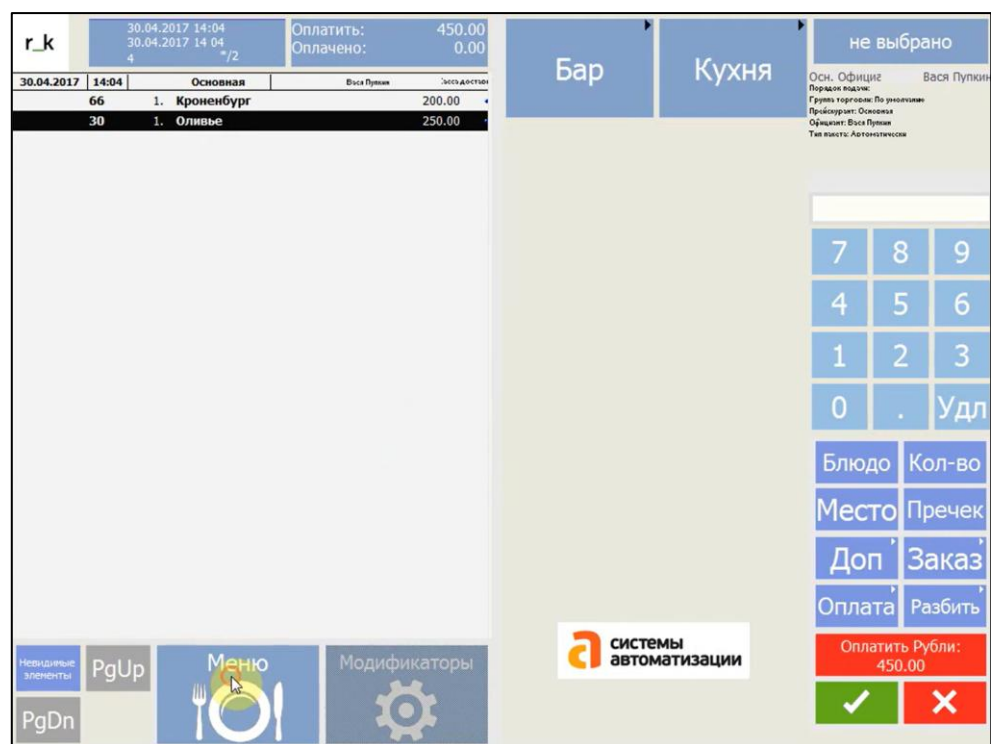 r_k
30.04.2017 14:04
30.04.2017 14 04
4 */2
Оплатить: 450.00
Оплачено: 0.00
30.04.2017 14:04 Основная Вася Пупкин
66 1. Кроненбург 200.00
30 1. Оливье 250.00
Бар
Кухня
не выбрано
Осн. Официг Вася Пупкин
Порядок подачи:
Группа торговли: По умолчанию
Прейскурант: Основная
Официант: Вася Пупкин
Тип пакета: Автоматически
7 8 9
4 5 6
1 2 3
0 . Удл
Блюдо Кол-во
Место Пречек
Доп Заказ
Оплата Разбить
Оплатить Рубли:
450.00
Невидимые
элементы
PgUp
PgDn
Меню
Модификаторы
системы
автоматизации